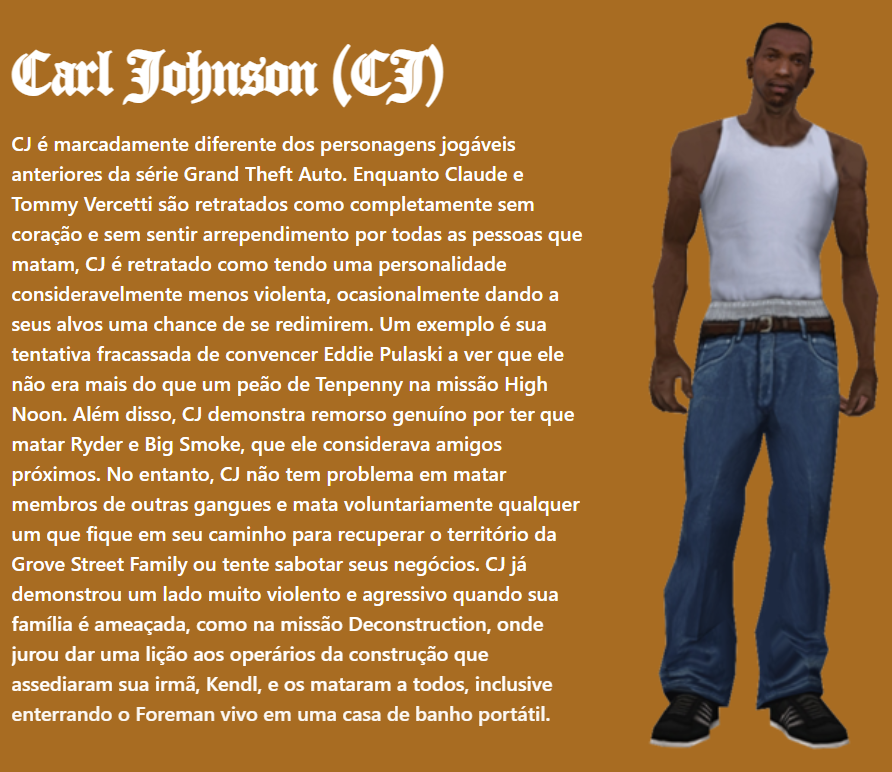 Carl Johnson (CJ)
CJ é marcadamente diferente dos personagens jogáveis
anteriores da série Grand Theft Auto. Enquanto Claude e
Tommy Vercetti são retratados como completamente sem
coração e sem sentir arrependimento por todas as pessoas que
matam, CJ é retratado como tendo uma personalidade
consideravelmente menos violenta, ocasionalmente dando a
seus alvos uma chance de se redimirem. Um exemplo é sua
tentativa fracassada de convencer Eddie Pulaski a ver que ele
não era mais do que um peão de Tenpenny na missão High
Noon. Além disso, CJ demonstra remorso genuíno por ter que
matar Ryder e Big Smoke, que ele considerava amigos
próximos. No entanto, CJ não tem problema em matar
membros de outras gangues e mata voluntariamente qualquer
um que fique em seu caminho para recuperar o território da
Grove Street Family ou tente sabotar seus negócios. CJ já
demonstrou um lado muito violento e agressivo quando sua
família é ameaçada, como na missão Deconstruction, onde
jurou dar uma lição aos operários da construção que
assediaram sua irmã, Kendl, e os mataram a todos, inclusive
enterrando o Foreman vivo em uma casa de banho portátil.